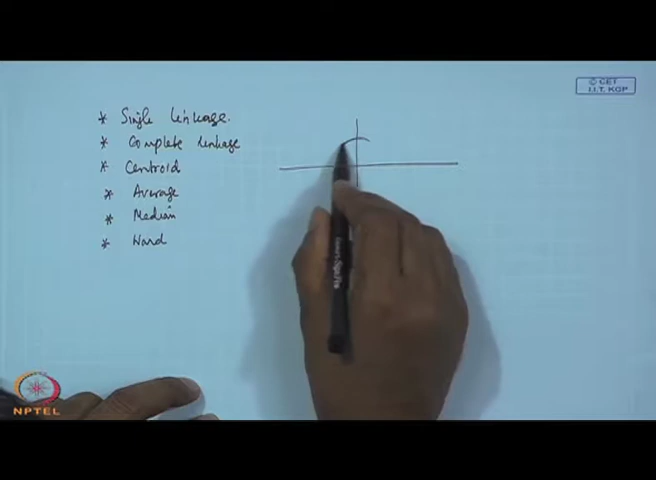 © CET
I.I.T. KGP
* Single linkage.
* Complete linkage
* Centroid
* Average
* Median
* Ward
NPTEL